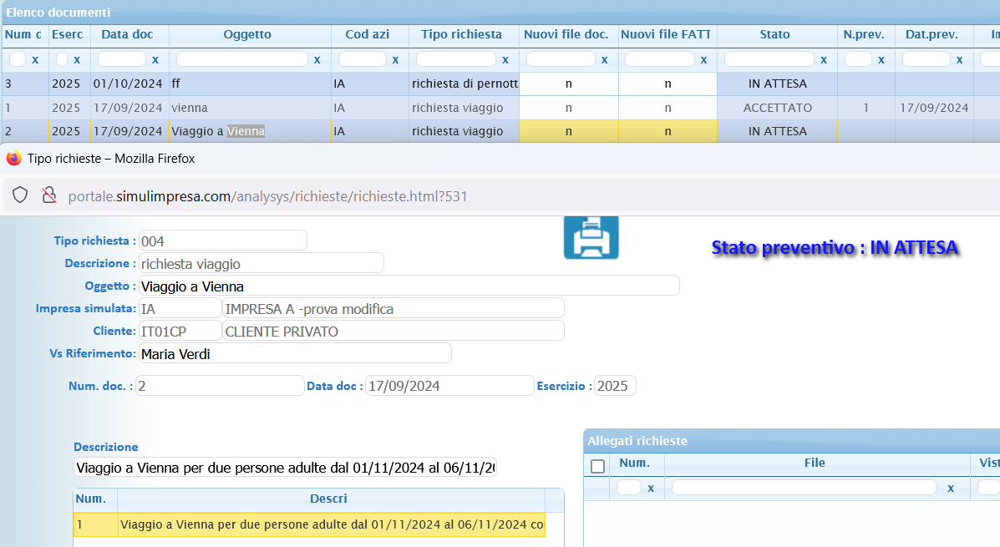 Elenco documenti
Num d Eserc Data doc Oggetto Cod azi Tipo richiesta Nuovi file doc. Nuovi file FATT Stato N.prev. Dat.prev.
x x x x x x x x x x x
3 2025 01/10/2024 ff IA richiesta di pernott n n IN ATTESA
1 2025 17/09/2024 vienna IA richiesta viaggio n n ACCETTATO 1 17/09/2024
2 2025 17/09/2024 Viaggio a Vienna IA richiesta viaggio n n IN ATTESA
Tipo richieste – Mozilla Firefox
portale.simulimpresa.com/analysys/richieste/richieste.html?531
Tipo richiesta : 004
Stato preventivo : IN ATTESA
Descrizione : richiesta viaggio
Oggetto : Viaggio a Vienna
Impresa simulata: IA IMPRESA A -prova modifica
Cliente: IT01CP CLIENTE PRIVATO
Vs Riferimento: Maria Verdi
Num. doc. : 2 Data doc : 17/09/2024 Esercizio : 2025
Allegati richieste
Descrizione
Viaggio a Vienna per due persone adulte dal 01/11/2024 al 06/11/20
Num. File Vist
x x
Num. Descri
1 Viaggio a Vienna per due persone adulte dal 01/11/2024 al 06/11/2024 co